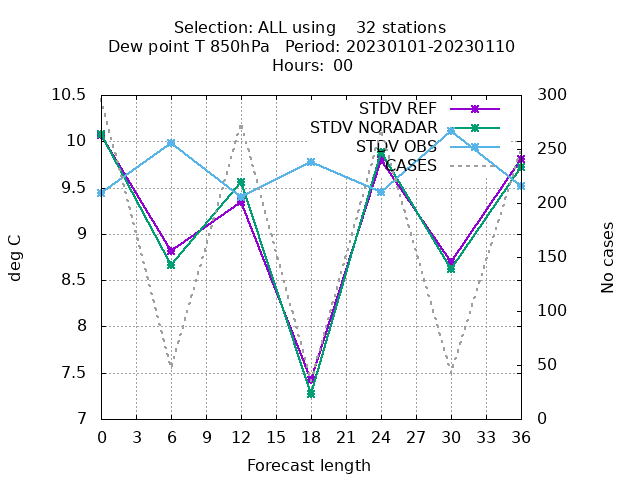 Selection: ALL using    32 stations
Dew point T 850hPa   Period: 20230101-20230110
Hours:  00
10.5
10
9.5
9
8.5
8
7.5
7
300
250
200
150
100
50
0
STDV REF
STDV NORADAR
STDV OBS
CASES
deg C
No cases
0 3 6 9 12 15 18 21 24 27 30 33 36
Forecast length